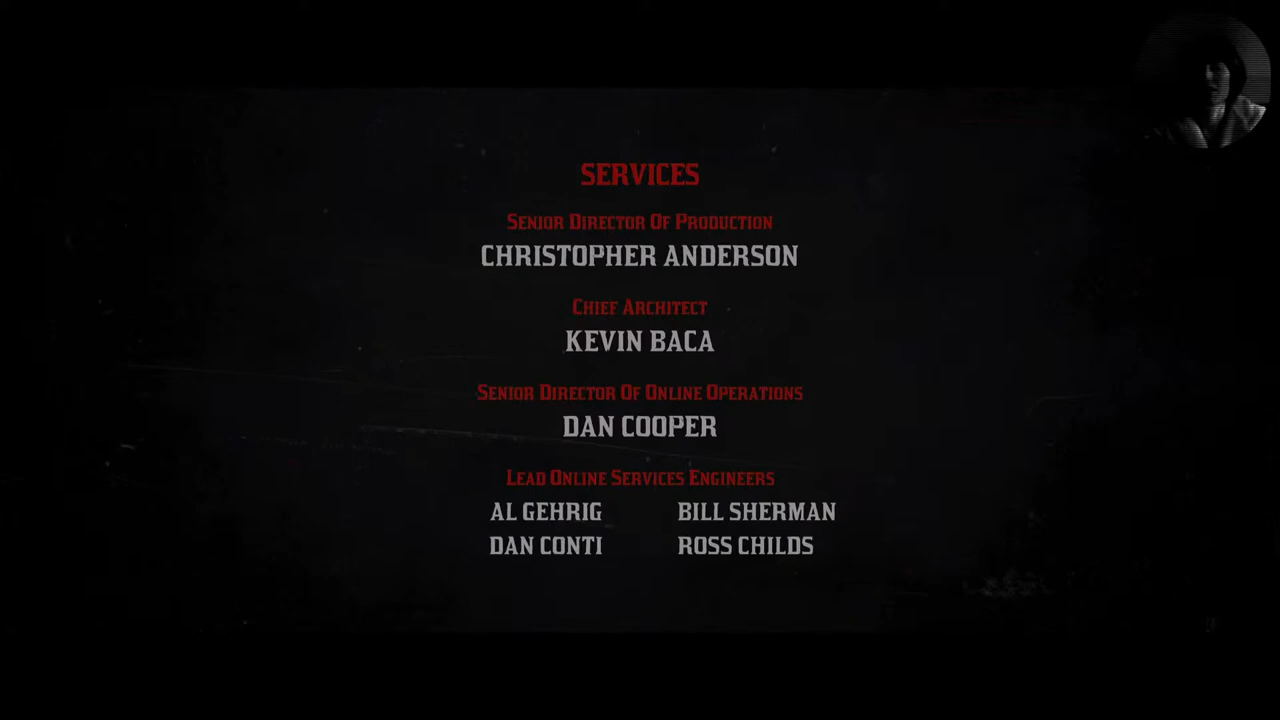 SERVICES
Senior Director Of Production
CHRISTOPHER ANDERSON
Chief Architect
KEVIN BACA
Senior Director Of Online Operations
DAN COOPER
Lead Online Services Engineers
AL GEHRIG BILL SHERMAN
DAN CONTI ROSS CHILDS